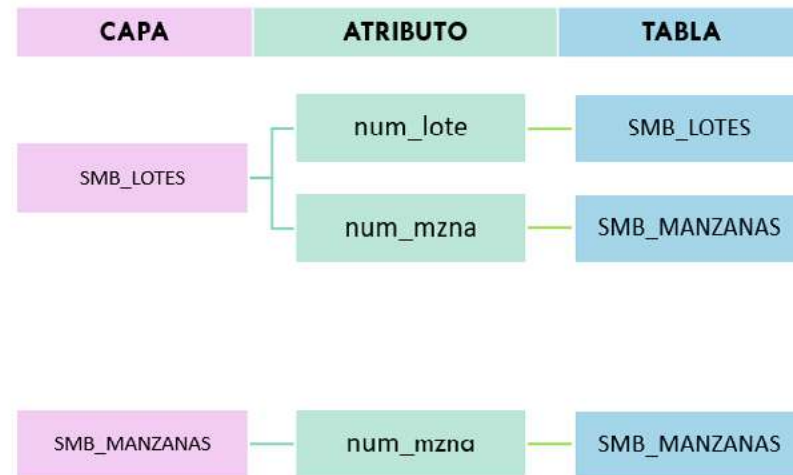 CAPA ATRIBUTO TABLA
num_lote SMB_LOTES
SMB_LOTES
num_mzna SMB_MANZANAS
SMB_MANZANAS num_mzna SMB_MANZANAS